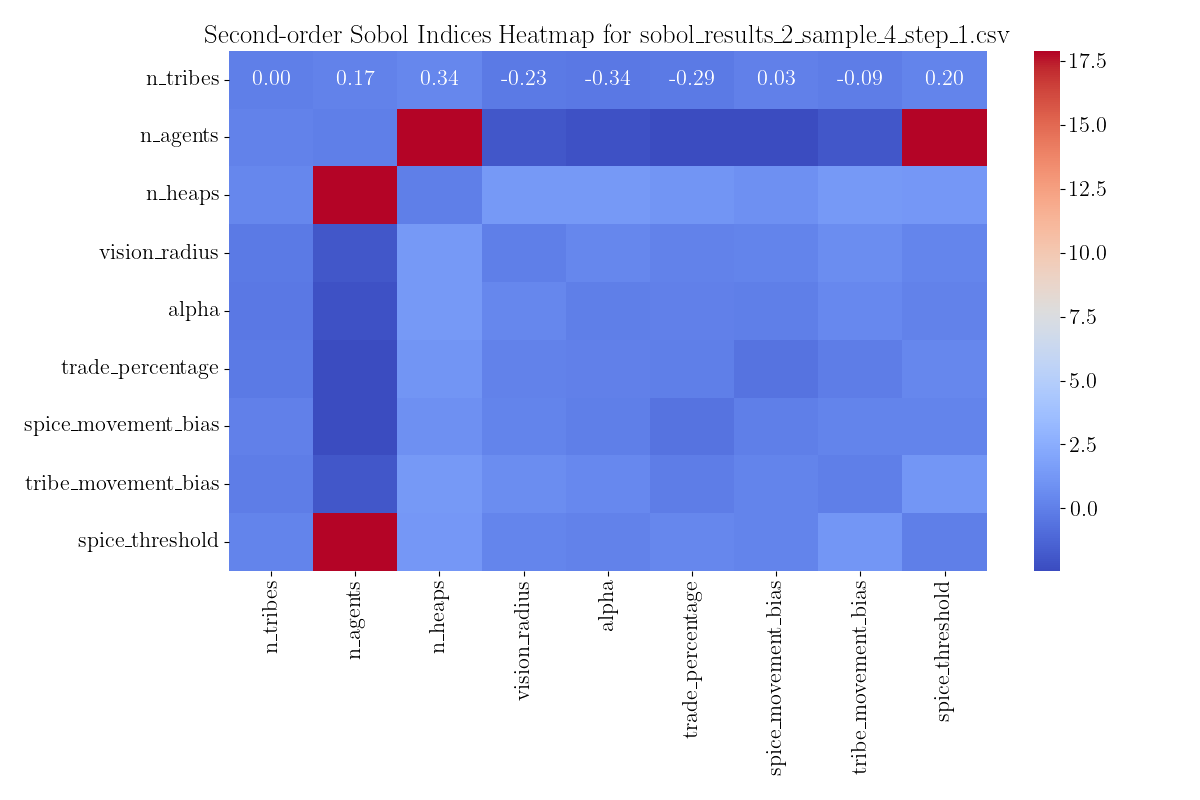 Second-order Sobol Indices Heatmap for sobol_results_2_sample_4_step_1.csv
n_tribes 0.00 0.17 0.34 -0.23 -0.34 -0.29 0.03 -0.09 0.20
n_agents
n_heaps
vision_radius
alpha
trade_percentage
spice_movement_bias
tribe_movement_bias
spice_threshold
n_tribes
n_agents
n_heaps
vision_radius
alpha
trade_percentage
spice_movement_bias
tribe_movement_bias
spice_threshold
17.5
15.0
12.5
10.0
7.5
5.0
2.5
0.0